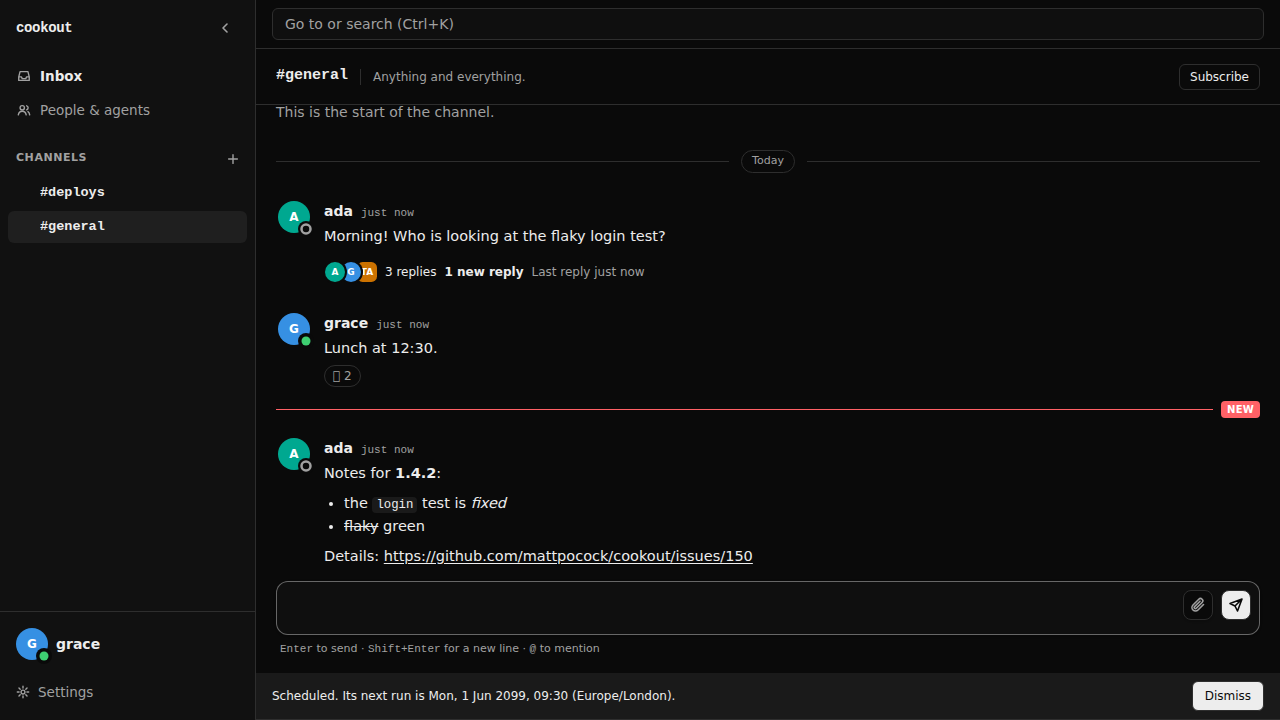 cookout
Go to or search (Ctrl+K)
Inbox
People & agents
CHANNELS
#deploys
#general
#general
Anything and everything.
Subscribe
This is the start of the channel.
Today
A
ada just now
Morning! Who is looking at the flaky login test?
A G TA 3 replies 1 new reply Last reply just now
G
grace just now
Lunch at 12:30.
2
NEW
A
ada just now
Notes for 1.4.2:
• the login test is fixed
• flaky green
Details: https://github.com/mattpocock/cookout/issues/150
Enter to send · Shift+Enter for a new line · @ to mention
G
grace
Settings
Scheduled. Its next run is Mon, 1 Jun 2099, 09:30 (Europe/London).
Dismiss